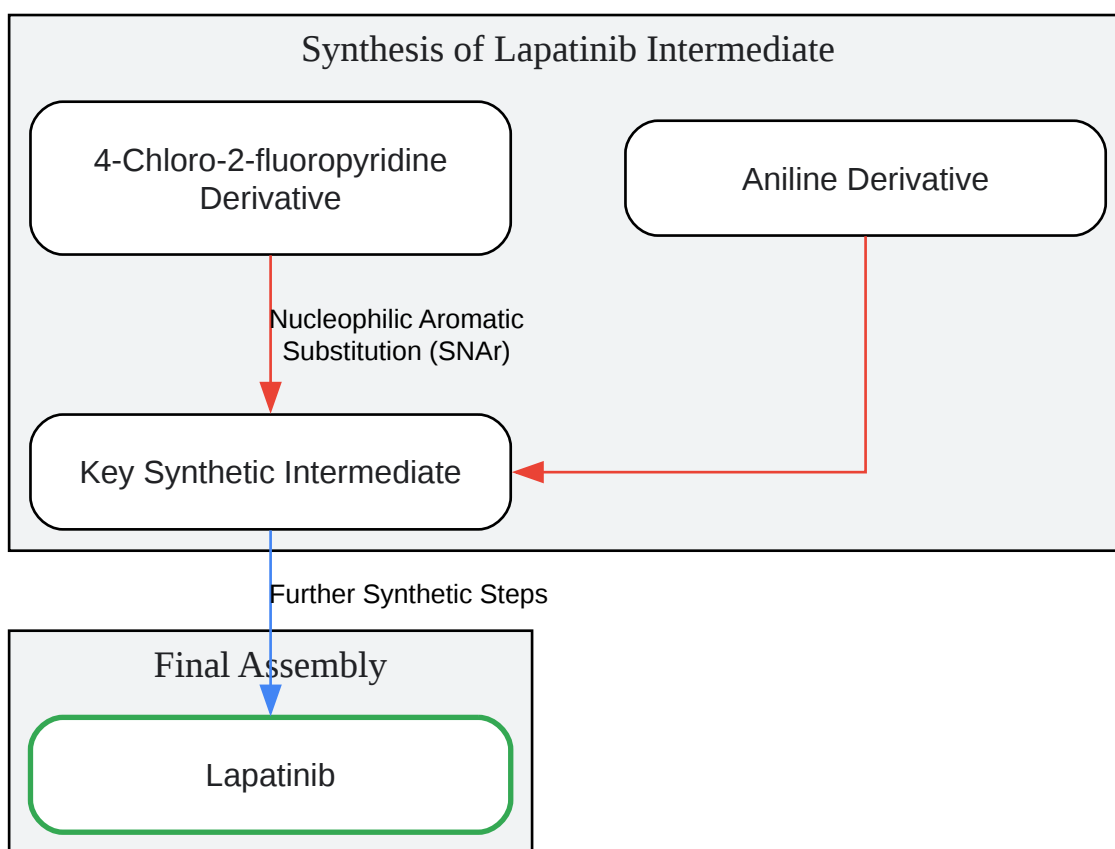 Synthesis of Lapatinib Intermediate
4-Chloro-2-fluoropyridine
Derivative
Aniline Derivative
Nucleophilic Aromatic
Substitution (SNAr)
Key Synthetic Intermediate
Further Synthetic Steps
Final Assembly
Lapatinib